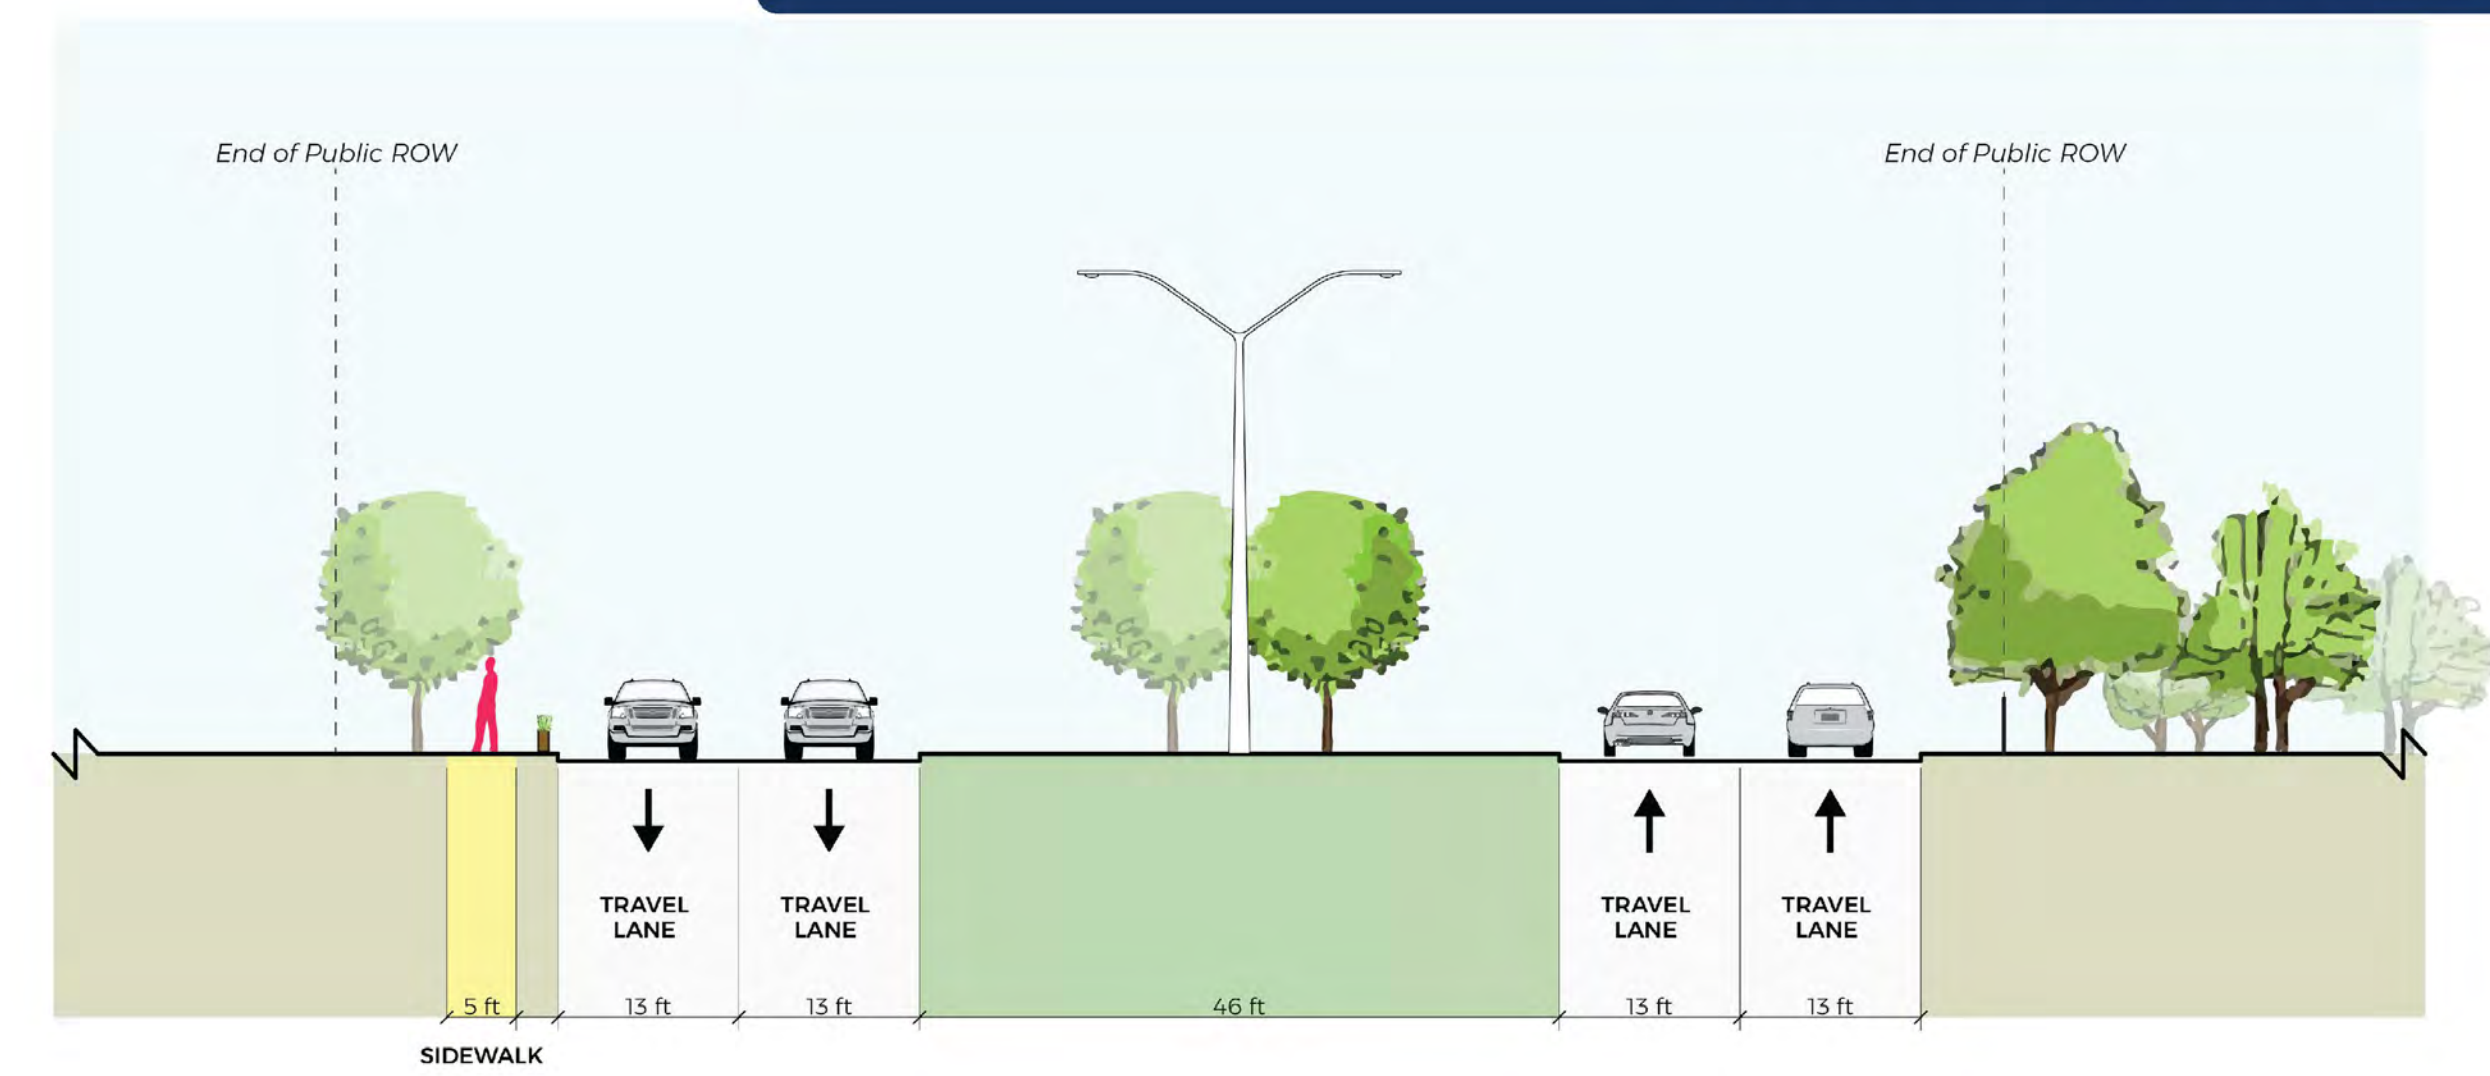 End of Public ROW
End of Public ROW
TRAVEL
LANE
TRAVEL
LANE
TRAVEL
LANE
TRAVEL
LANE
5 ft
13 ft
13 ft
46 ft
13 ft
13 ft
SIDEWALK